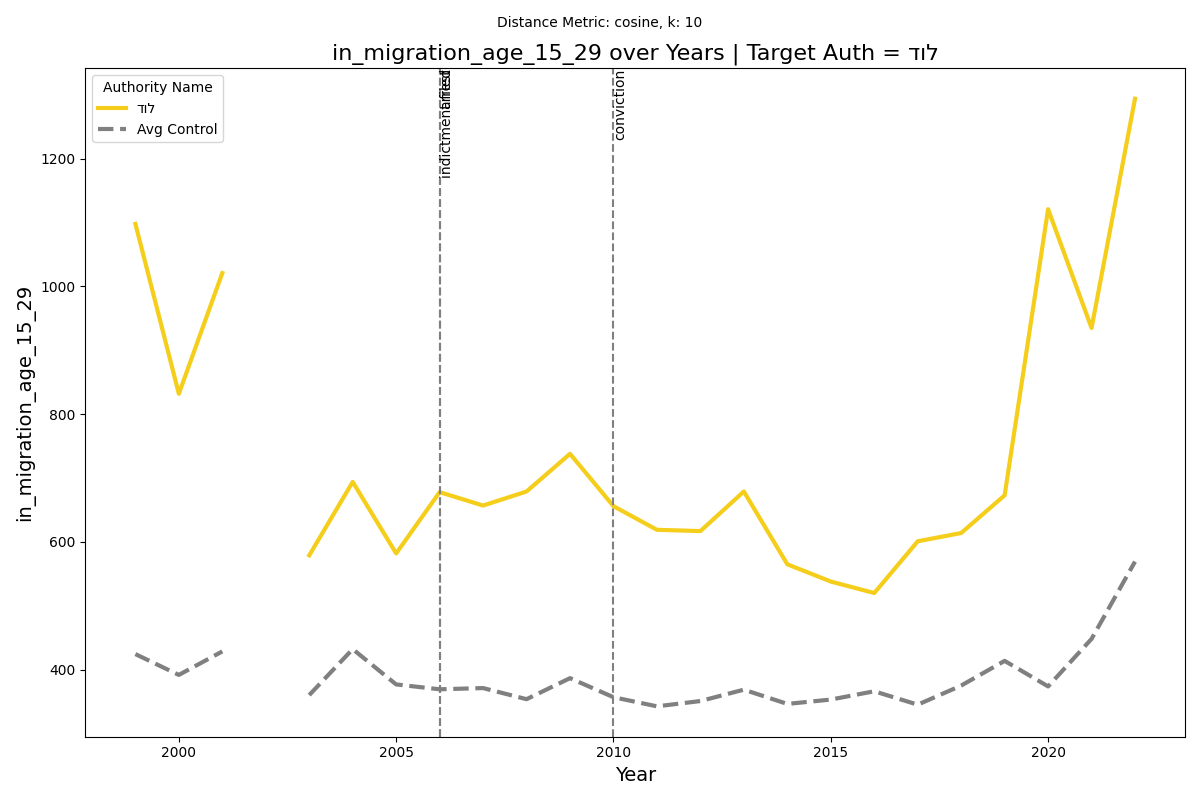 Distance Metric: cosine, k: 10
in_migration_age_15_29 over Years | Target Auth = לוד
Authority Name
לוד
Avg Control
conviction
in_migration_age_15_29
1200
1000
800
600
400
2000
2005
2010
2015
2020
Year